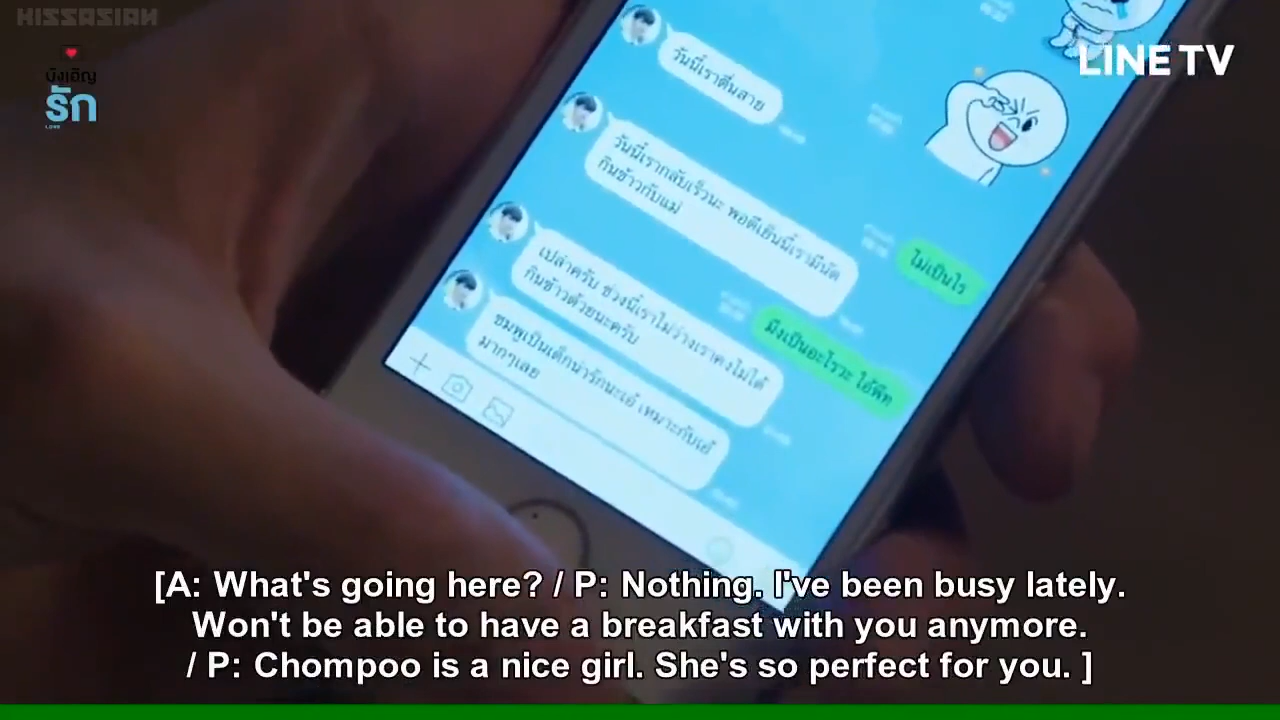 KISSASIAN
บังเอิญ
รัก
LOVE
LINE TV
วันนี้เราตื่นสาย
วันนี้เรากลับเร็วนะ พอดีเย็นนี้เรามีนัด
กินข้าวกับแม่
ไม่เป็นไร
มึงเป็นอะไรวะ ไอ้พีท
เปล่าครับ ช่วงนี้เราไม่ว่างเราคงไม่ได้
กินข้าวด้วยนะครับ
ชมพูเป็นเด็กน่ารักนะเอ้ เหมาะกับเอ้
มากๆเลย
[A: What's going here? / P: Nothing. I've been busy lately.
Won't be able to have a breakfast with you anymore.
/ P: Chompoo is a nice girl. She's so perfect for you. ]